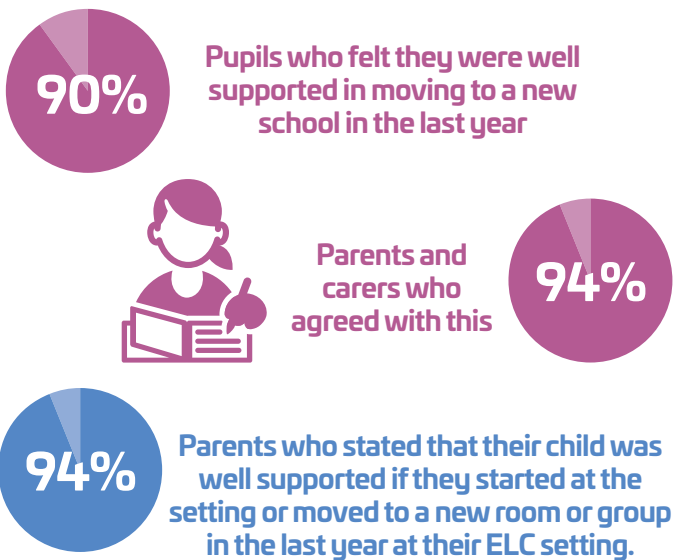 90%
Pupils who felt they were well
supported in moving to a new
school in the last year
Parents and
carers who
agreed with this
94%
94%
Parents who stated that their child was
well supported if they started at the
setting or moved to a new room or group
in the last year at their ELC setting.